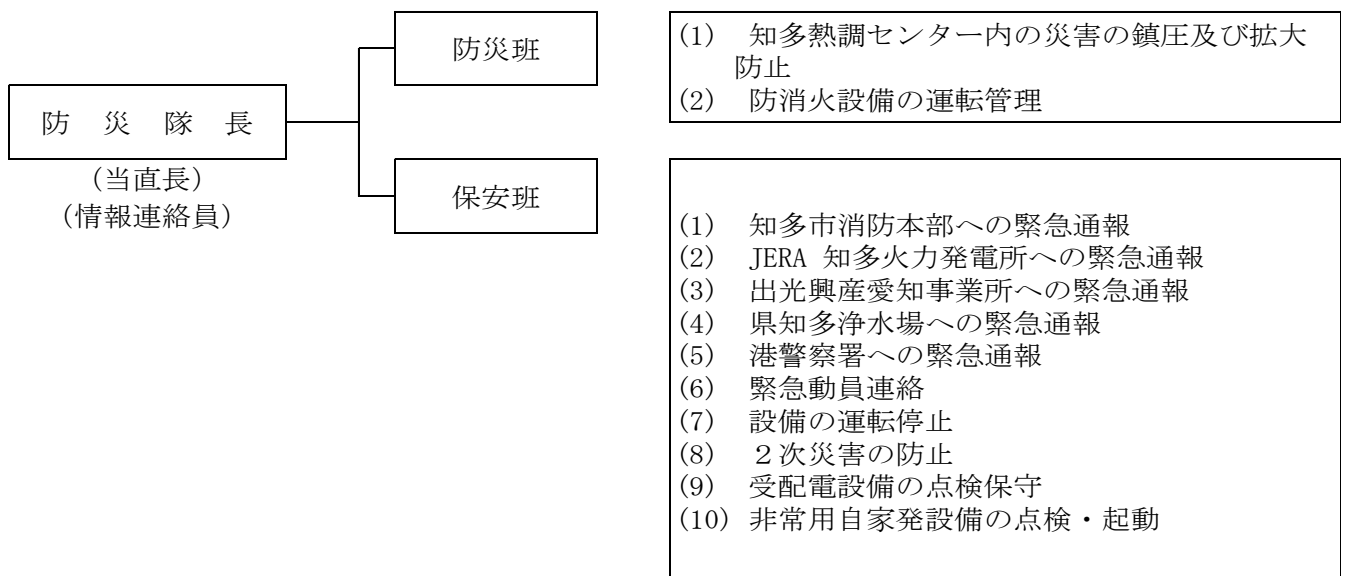 防災班
(1) 知多熱調センター内の災害の鎮圧及び拡大
防止
(2) 防消火設備の運転管理
防 災 隊 長
(当直長)
(情報連絡員)
保安班
(1) 知多市消防本部への緊急通報
(2) JERA 知多火力発電所への緊急通報
(3) 出光興産愛知事業所への緊急通報
(4) 県知多浄水場への緊急通報
(5) 港警察署への緊急通報
(6) 緊急動員連絡
(7) 設備の運転停止
(8) 2次災害の防止
(9) 受配電設備の点検保守
(10) 非常用自家発設備の点検・起動